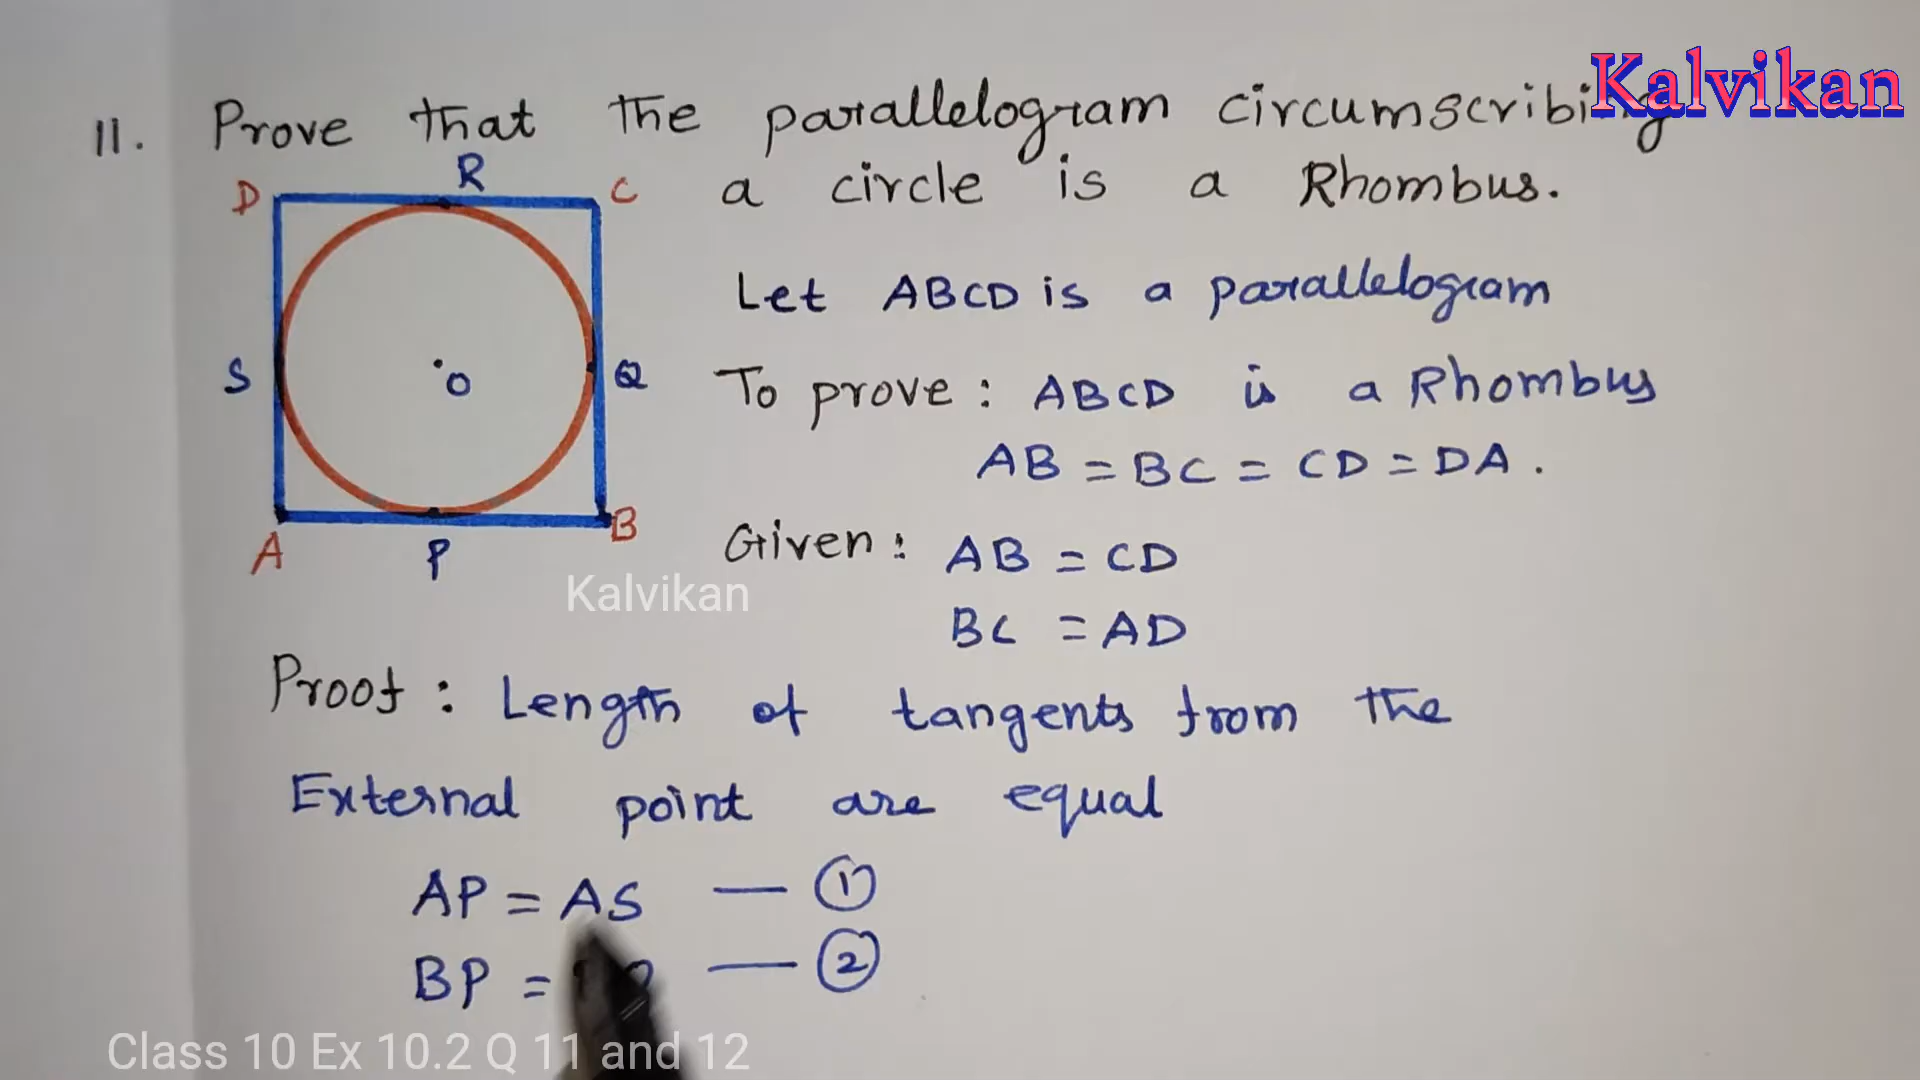 Kalvikan
11. Prove that the parallelogram circumscribing
a circle is a Rhombus.
D R C
S O Q
A P B
Let ABCD is a parallelogram
To prove: ABCD is a Rhombus
AB = BC = CD = DA.
Given: AB = CD
BC = AD
Kalvikan
Proof: Length of tangents from the
External point are equal
AP = AS — 1
BP = — 2
Class 10 Ex 10.2 Q 11 and 12